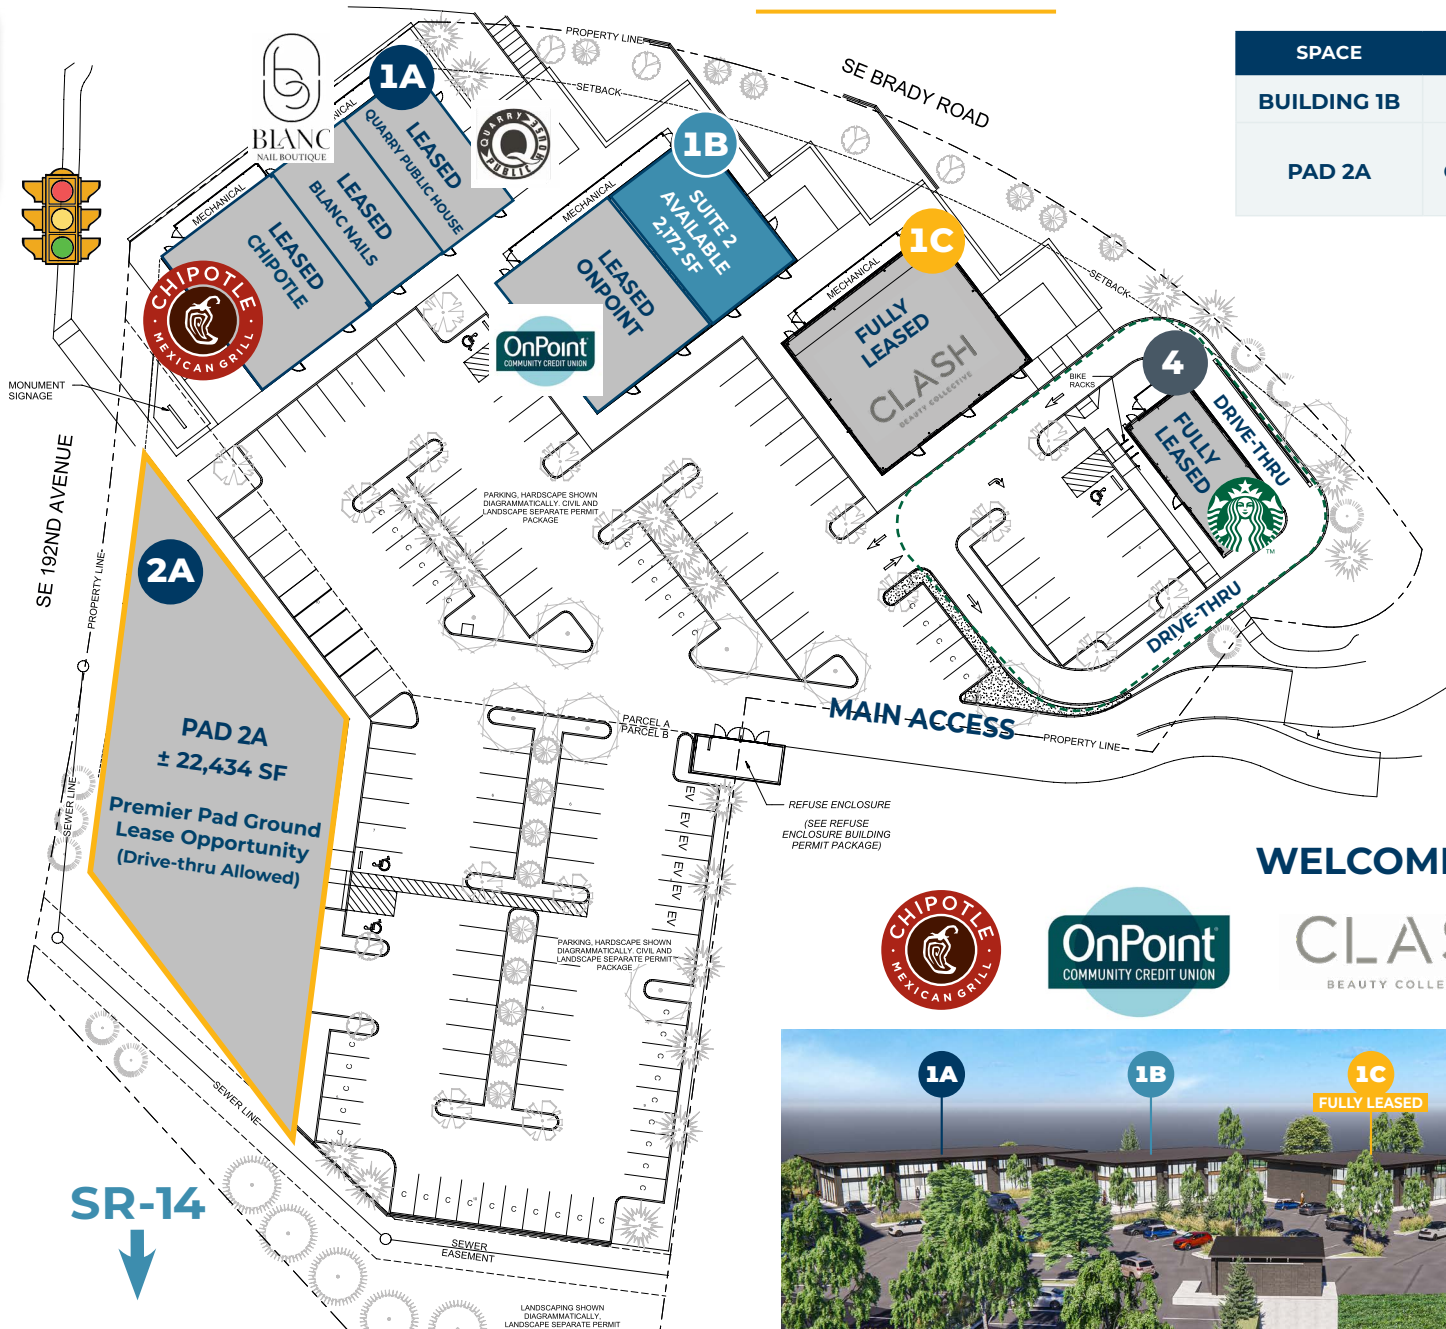 PROPERTY LINE
SE BRADY ROAD
SETBACK
SPACE
BUILDING 1B
PAD 2A
BLANC
NAIL BOUTIQUE
1A
MECHANICAL
LEASED
QUARRY PUBLIC HOUSE
QUARRY
HOUSE
PUBLIC
LEASED
BLANC NAILS
MECHANICAL
LEASED
CHIPOTLE
CHIPOTLE
MEXICAN GRILL
1B
MECHANICAL
SUITE 2
AVAILABLE
2,172 SF
LEASED
ONPOINT
OnPoint
COMMUNITY CREDIT UNION
1C
MECHANICAL
FULLY
LEASED
CLASH
BEAUTY COLLECTIVE
SETBACK
4
BIKE
RACKS
FULLY
LEASED
DRIVE-THRU
TM
DRIVE-THRU
MONUMENT
SIGNAGE
SE 192ND AVENUE
PROPERTY LINE
PARKING, HARDSCAPE SHOWN
DIAGRAMMATICALLY. CIVIL AND
LANDSCAPE SEPARATE PERMIT
PACKAGE
2A
PAD 2A
± 22,434 SF
Premier Pad Ground
Lease Opportunity
(Drive-thru Allowed)
SEWER LINE
PARCEL A
PARCEL B
MAIN ACCESS
PROPERTY LINE
EV
EV
EV
EV
EV
EV
REFUSE ENCLOSURE
(SEE REFUSE
ENCLOSURE BUILDING
PERMIT PACKAGE)
PARKING, HARDSCAPE SHOWN
DIAGRAMMATICALLY. CIVIL AND
LANDSCAPE SEPARATE PERMIT
PACKAGE
SEWER LINE
C C C C C C C C C
SEWER
EASEMENT
SR-14
LANDSCAPING SHOWN
DIAGRAMMATICALLY,
LANDSCAPE SEPARATE PERMIT
CHIPOTLE
MEXICAN GRILL
OnPoint
COMMUNITY CREDIT UNION
BEAUTY
1A
1B
1C
FULLY LEASED